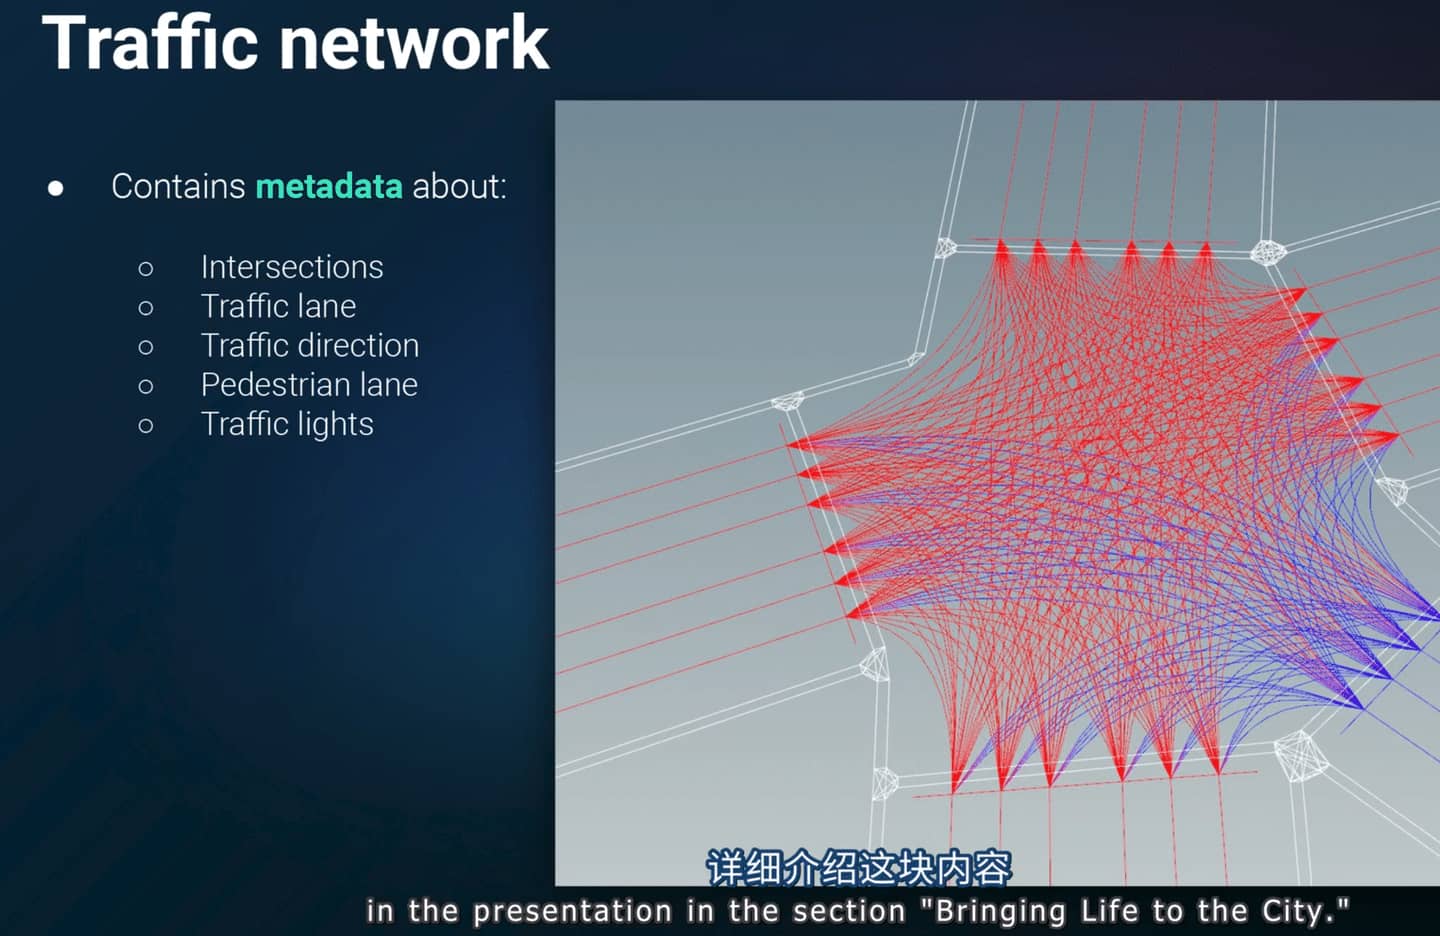 Traffic network
● Contains metadata about:
○ Intersections
○ Traffic lane
○ Traffic direction
○ Pedestrian lane
○ Traffic lights
详细介绍这块内容
in the presentation in the section "Bringing Life to the City."